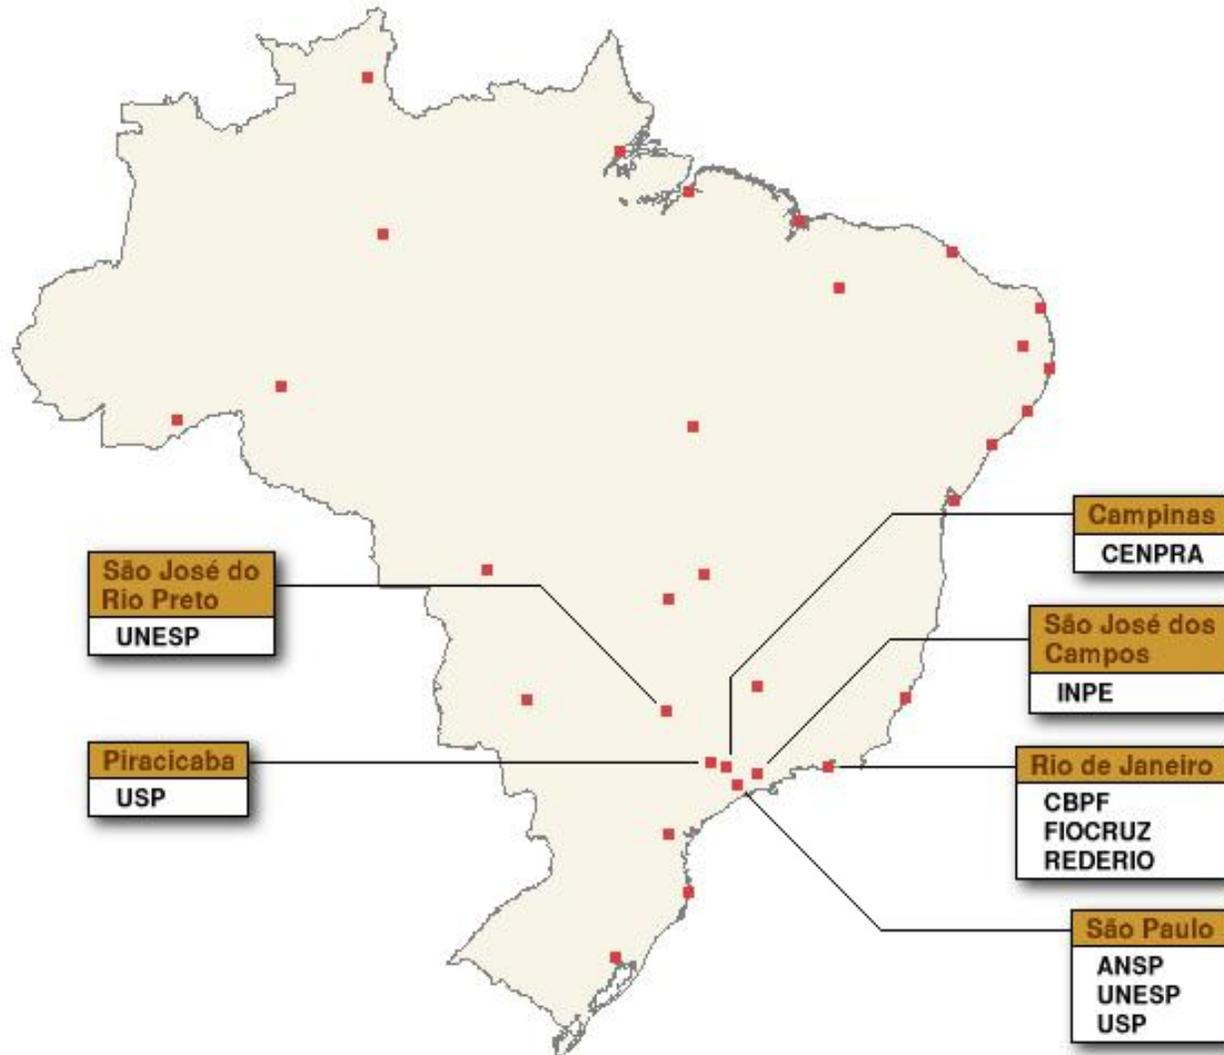 Campinas
CENPRA
São José do
Rio Preto
UNESP
São José dos
Campos
INPE
Piracicaba
USP
Rio de Janeiro
CBPF
FIOCRUZ
REDERIO
São Paulo
ANSP
UNESP
USP